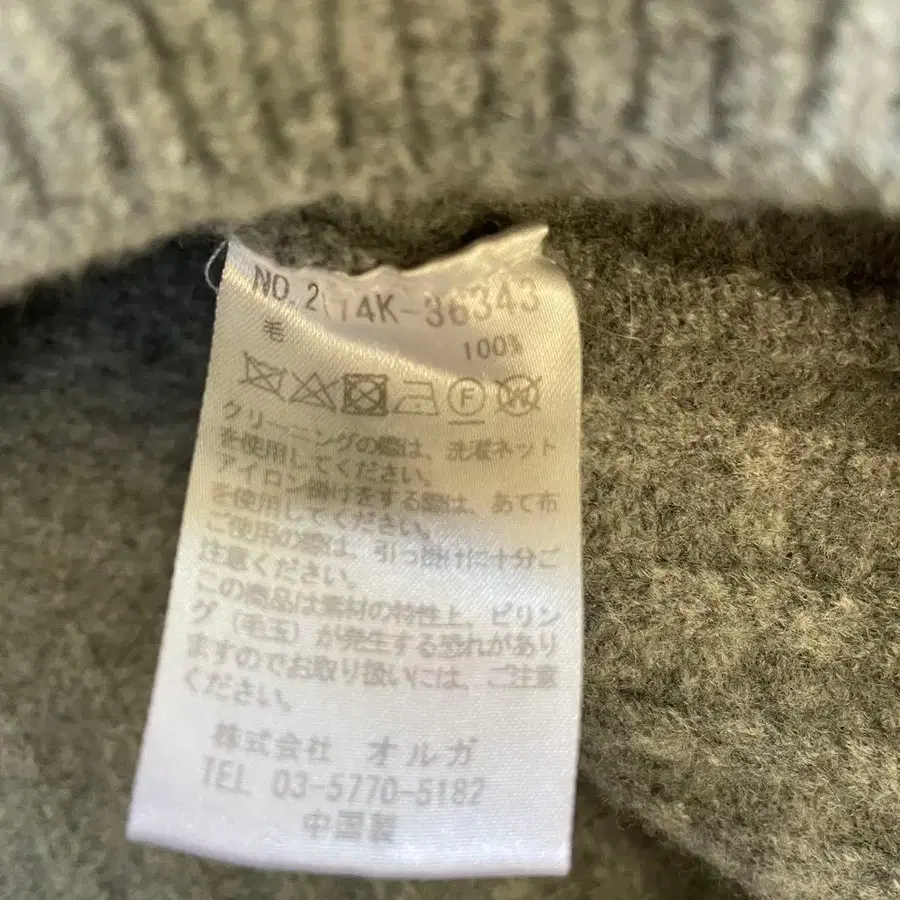 NO. 2174K-36343
毛 100%
F
W
クリーニングの際は、洗濯ネット
を使用してください。
アイロン掛けをする際は、あて布
を使用してください。
ご使用の際は、引っ掛けに十分ご
注意ください。
この商品は素材の特性上、ピリン
グ（毛玉）が発生する恐れがあり
ますのでお取り扱いには、ご注意
ください。
株式会社 オルガ
TEL 03-5770-5182
中国製